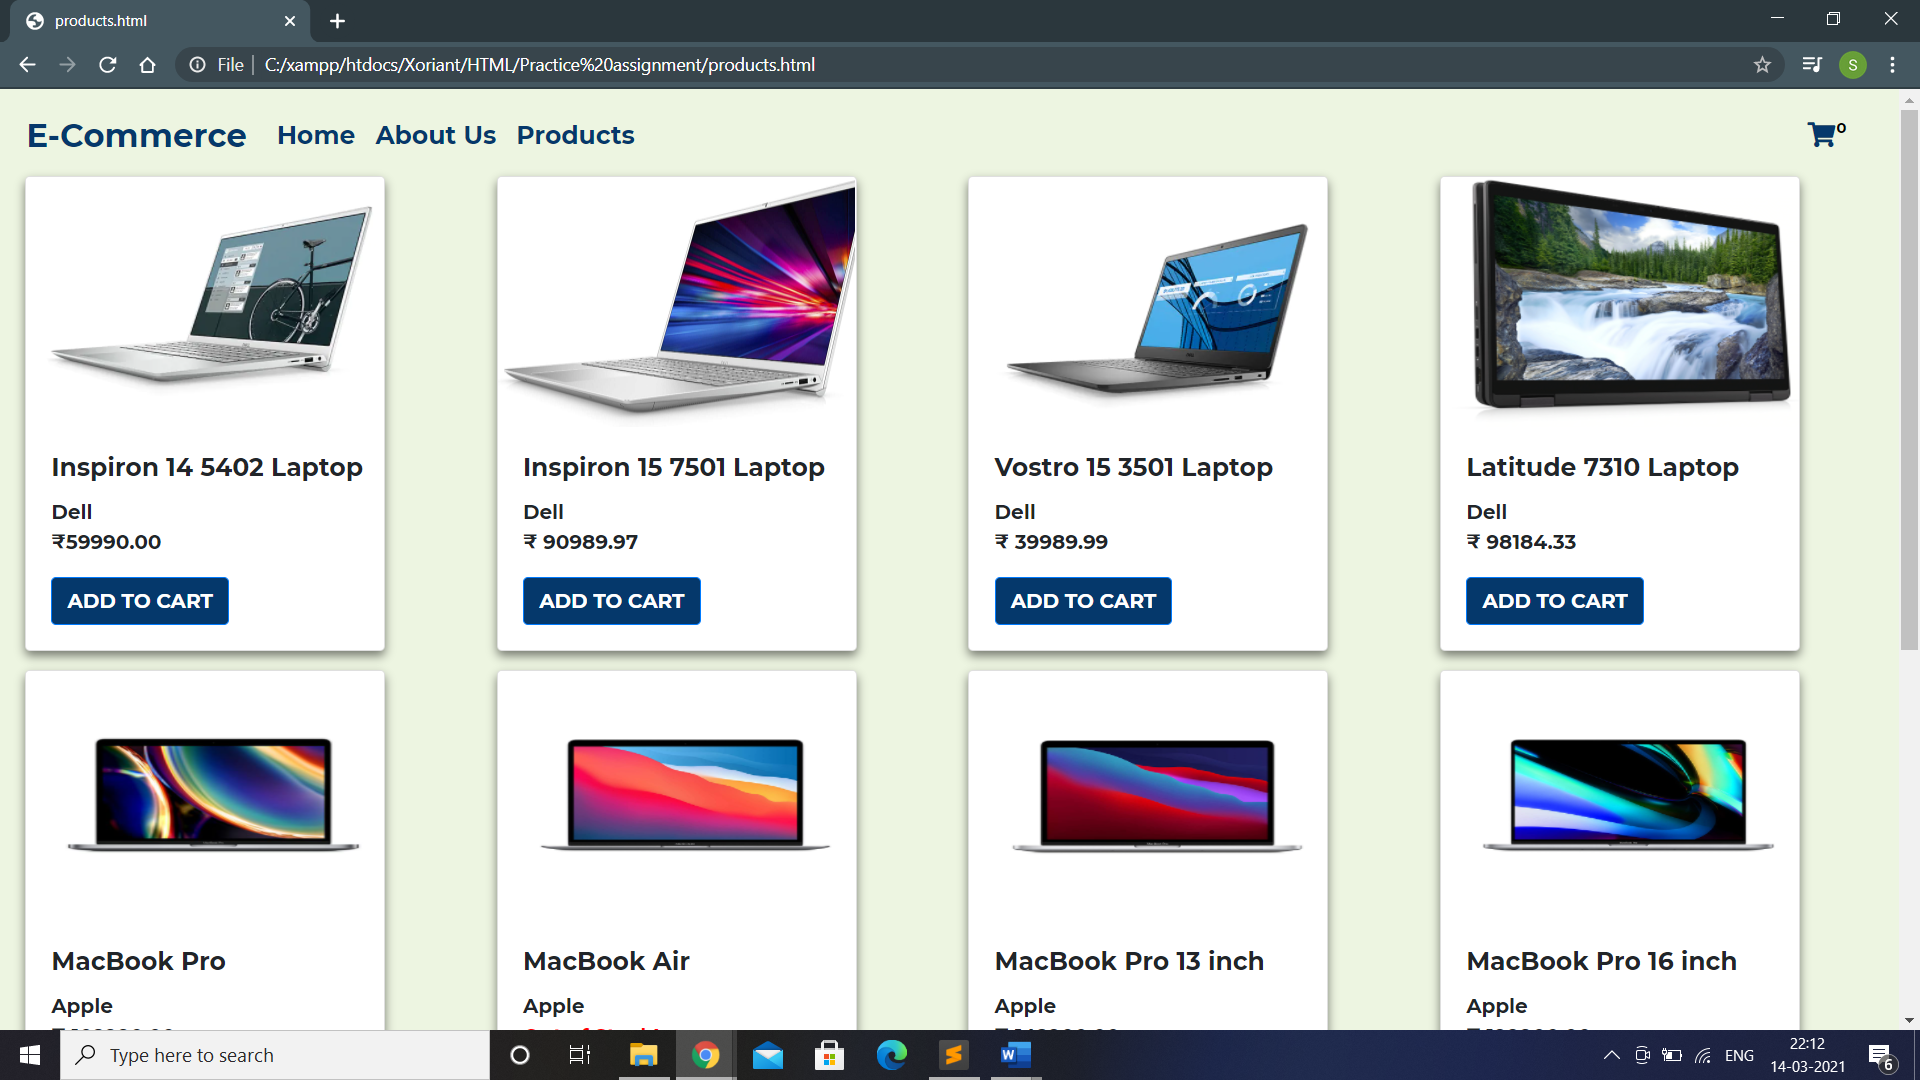 products.html
File | C:/xampp/htdocs/Xoriant/HTML/Practice%20assignment/products.html
S
E-Commerce Home About Us Products 0
Inspiron 14 5402 Laptop
Dell
₹59990.00
ADD TO CART
Inspiron 15 7501 Laptop
Dell
₹ 90989.97
ADD TO CART
Vostro 15 3501 Laptop
Dell
₹ 39989.99
ADD TO CART
Latitude 7310 Laptop
Dell
₹ 98184.33
ADD TO CART
MacBook Pro
Apple
MacBook Air
Apple
MacBook Pro 13 inch
Apple
MacBook Pro 16 inch
Apple
Type here to search
ENG
22:12
14-03-2021
6